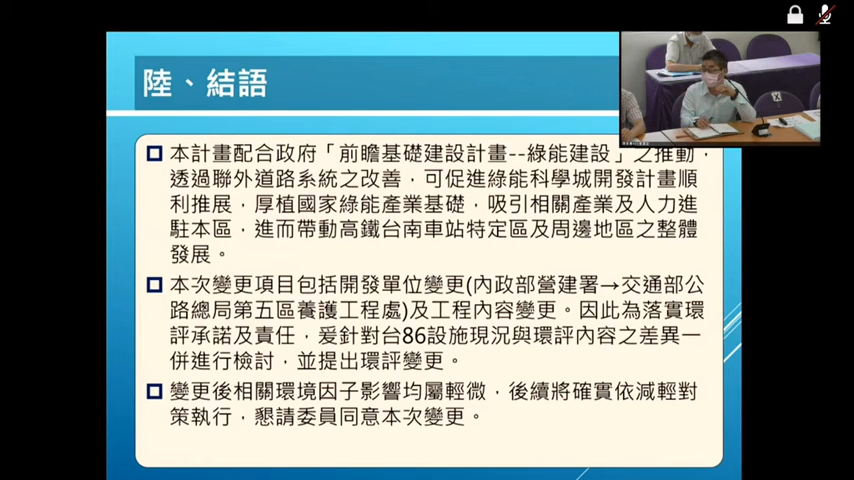 陸、結語
本計畫配合政府「前瞻基礎建設計畫--綠能建設」之推動，
透過聯外道路系統之改善，可促進綠能科學城開發計畫順
利推展，厚植國家綠能產業基礎，吸引相關產業及人力進
駐本區，進而帶動高鐵台南車站特定區及周邊地區之整體
發展。
本次變更項目包括開發單位變更(內政部營建署→交通部公
路總局第五區養護工程處)及工程內容變更。因此為落實環
評承諾及責任，爰針對台86設施現況與環評內容之差異一
併進行檢討，並提出環評變更。
變更後相關環境因子影響均屬輕微，後續將確實依減輕對
策執行，懇請委員同意本次變更。